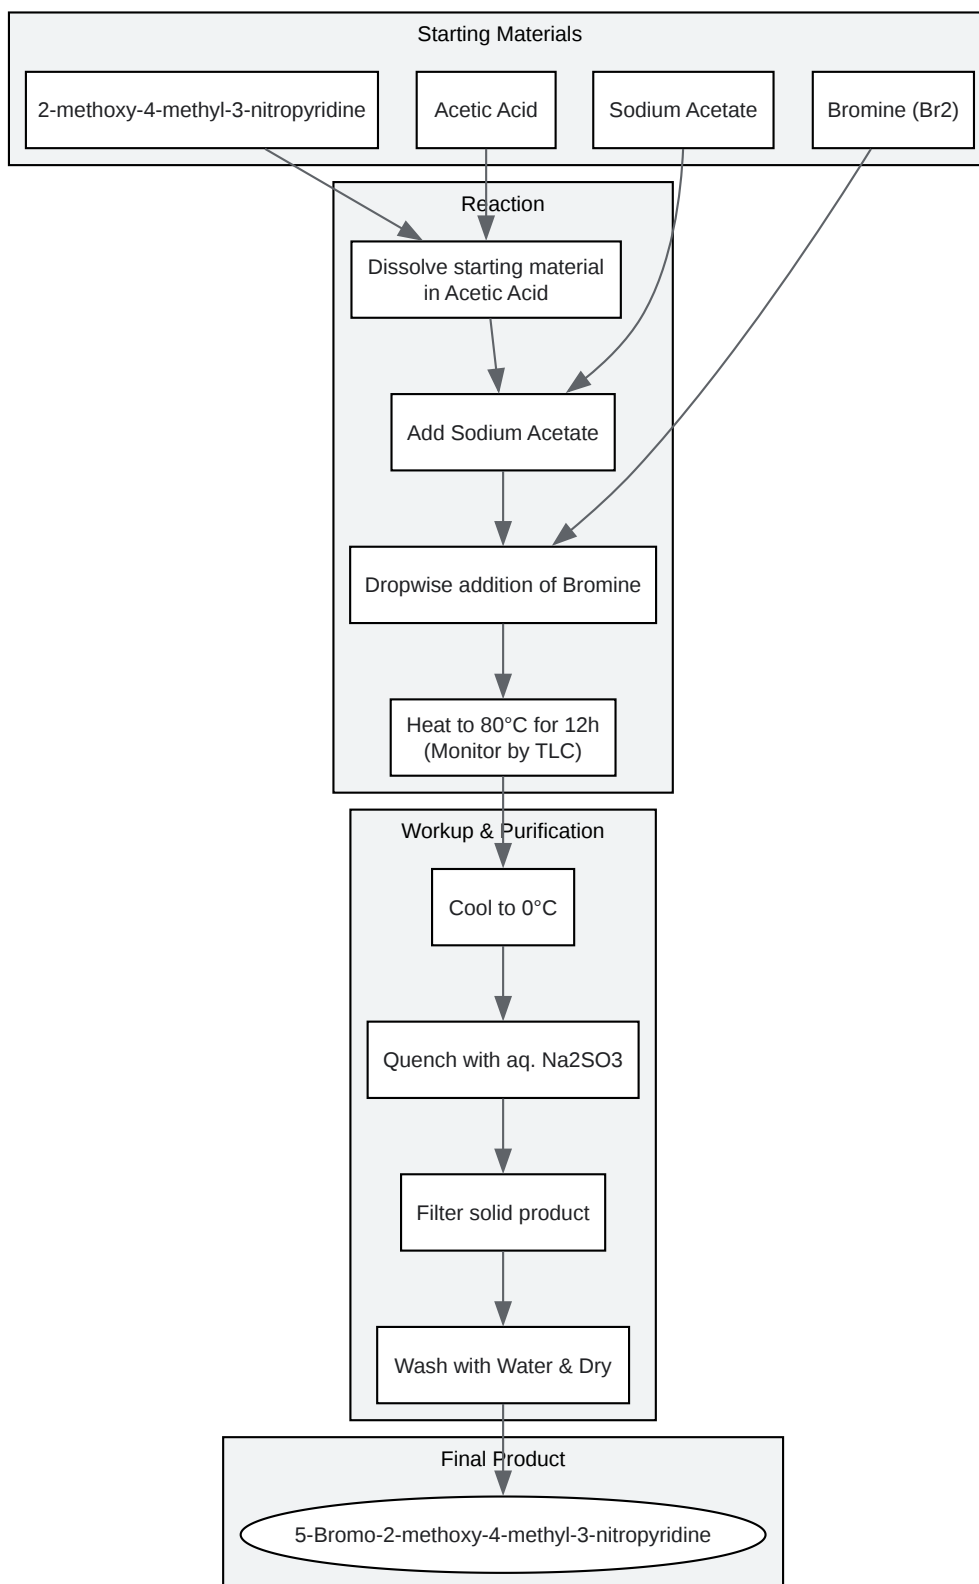 Starting Materials
2-methoxy-4-methyl-3-nitropyridine
Acetic Acid
Sodium Acetate
Bromine (Br2)
Reaction
Dissolve starting material
in Acetic Acid
Add Sodium Acetate
Dropwise addition of Bromine
Heat to 80°C for 12h
(Monitor by TLC)
Workup & Purification
Cool to 0°C
Quench with aq. Na2SO3
Filter solid product
Wash with Water & Dry
Final Product
5-Bromo-2-methoxy-4-methyl-3-nitropyridine